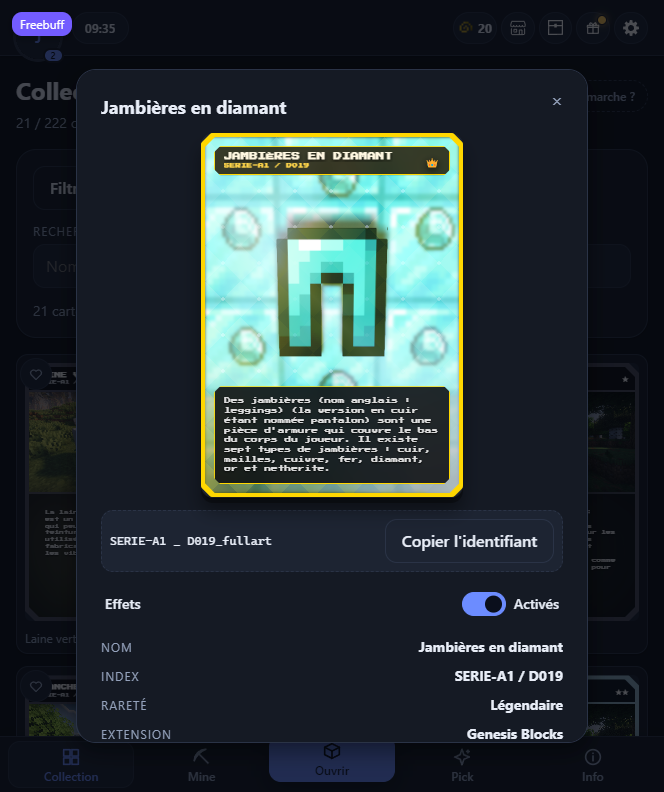 Freebuff
09:35
20
2
Colle
marche ?
21 / 222 c
Filtr
RECHER
Nom
21 cart
Jambières en diamant
×
JAMBIÈRES EN DIAMANT
SERIE-A1 / D019
Des jambières (nom anglais :
leggings) (la version en cuir
étant nommée pantalon) sont une
pièce d'armure qui couvre le bas
du corps du joueur. Il existe
sept types de jambières : cuir,
mailles, cuivre, fer, diamant,
or et netherite.
SERIE-A1 _ D019_fullart
Copier l'identifiant
Effets
Activés
NOM
Jambières en diamant
INDEX
SERIE-A1 / D019
RARETÉ
Légendaire
EXTENSION
Genesis Blocks
Laine vert
Collection
Mine
Ouvrir
Pick
Info